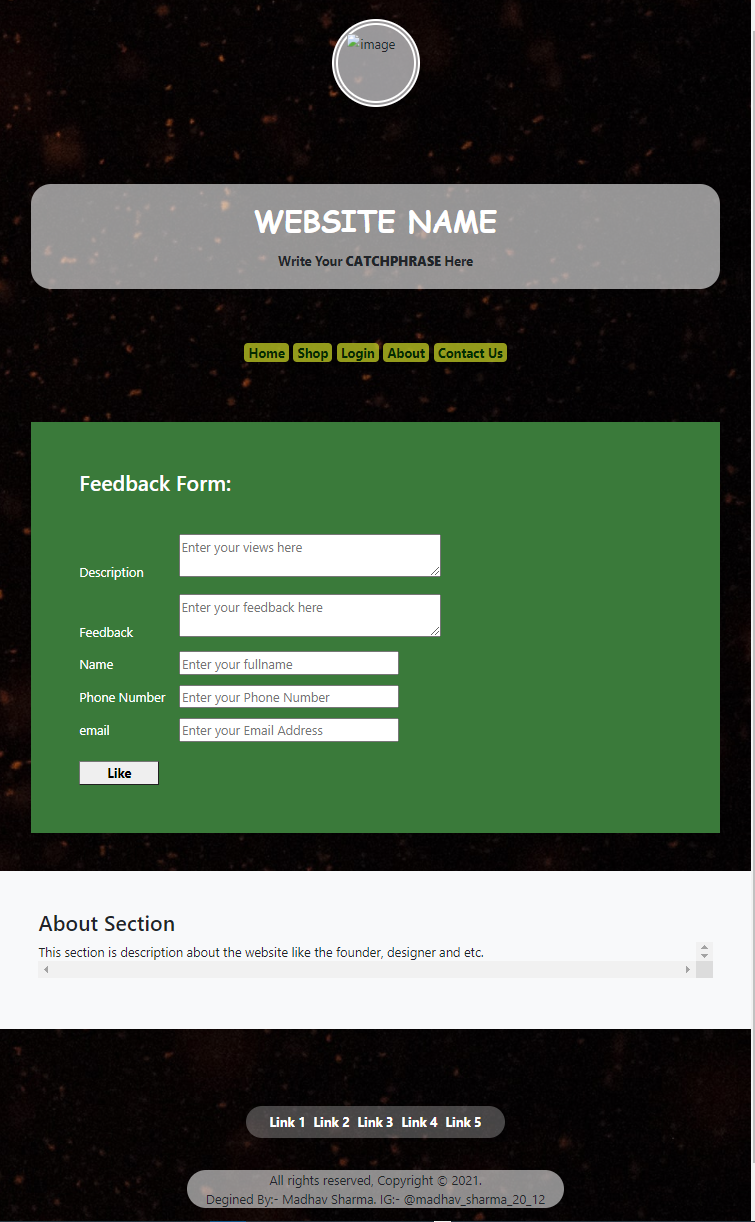 image
WEBSITE NAME
Write Your CATCHPHRASE Here
Home Shop Login About Contact Us
Feedback Form:
Enter your views here
Description
Enter your feedback here
Feedback
Name Enter your fullname
Phone Number Enter your Phone Number
email Enter your Email Address
Like
About Section
This section is description about the website like the founder, designer and etc.
Link 1 Link 2 Link 3 Link 4 Link 5
All rights reserved, Copyright © 2021.
Degined By:- Madhav Sharma. IG:- @madhav_sharma_20_12